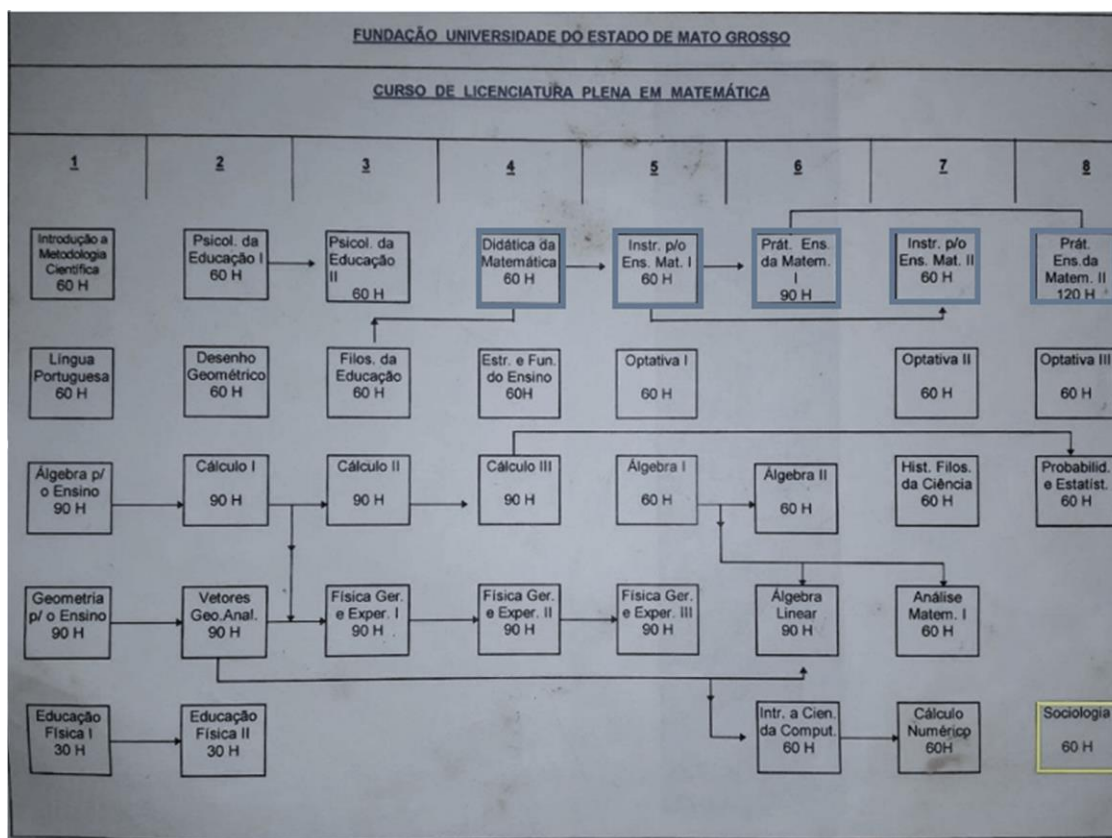 FUNDAÇÃO UNIVERSIDADE DO ESTADO DE MATO GROSSO
CURSO DE LICENCIATURA PLENA EM MATEMÁTICA
1 2 3 4 5 6 7 8
Introdução a
Metodologia
Científica
60 H
Psicol. da
Educação I
60 H
Psicol. da
Educação
II
60 H
Didática da
Matemática
60 H
Instr. p/o
Ens. Mat. I
60 H
Prát. Ens.
da Matem.
I
90 H
Instr. p/o
Ens. Mat. II
60 H
Prát.
Ens.da
Matem. II
120 H
Língua
Portuguesa
60 H
Desenho
Geométrico
60 H
Filos. da
Educação
60 H
Estr. e Fun.
do Ensino
60H
Optativa I
60 H
Optativa II
60 H
Optativa III
60 H
Álgebra p/
o Ensino
90 H
Cálculo I
90 H
Cálculo II
90 H
Cálculo III
90 H
Álgebra I
60 H
Álgebra II
60 H
Hist. Filos.
da Ciência
60 H
Probabilid.
e Estatíst.
60 H
Geometria
p/ o Ensino
90 H
Vetores
Geo.Anal.
90 H
Física Ger.
e Exper. I
90 H
Física Ger.
e Exper. II
90 H
Física Ger.
e Exper. III
90 H
Álgebra
Linear
90 H
Análise
Matem. I
60 H
Educação
Física I
30 H
Educação
Física II
30 H
Intr. a Cien.
da Comput.
60 H
Cálculo
Numérico
60H
Sociologia
60 H